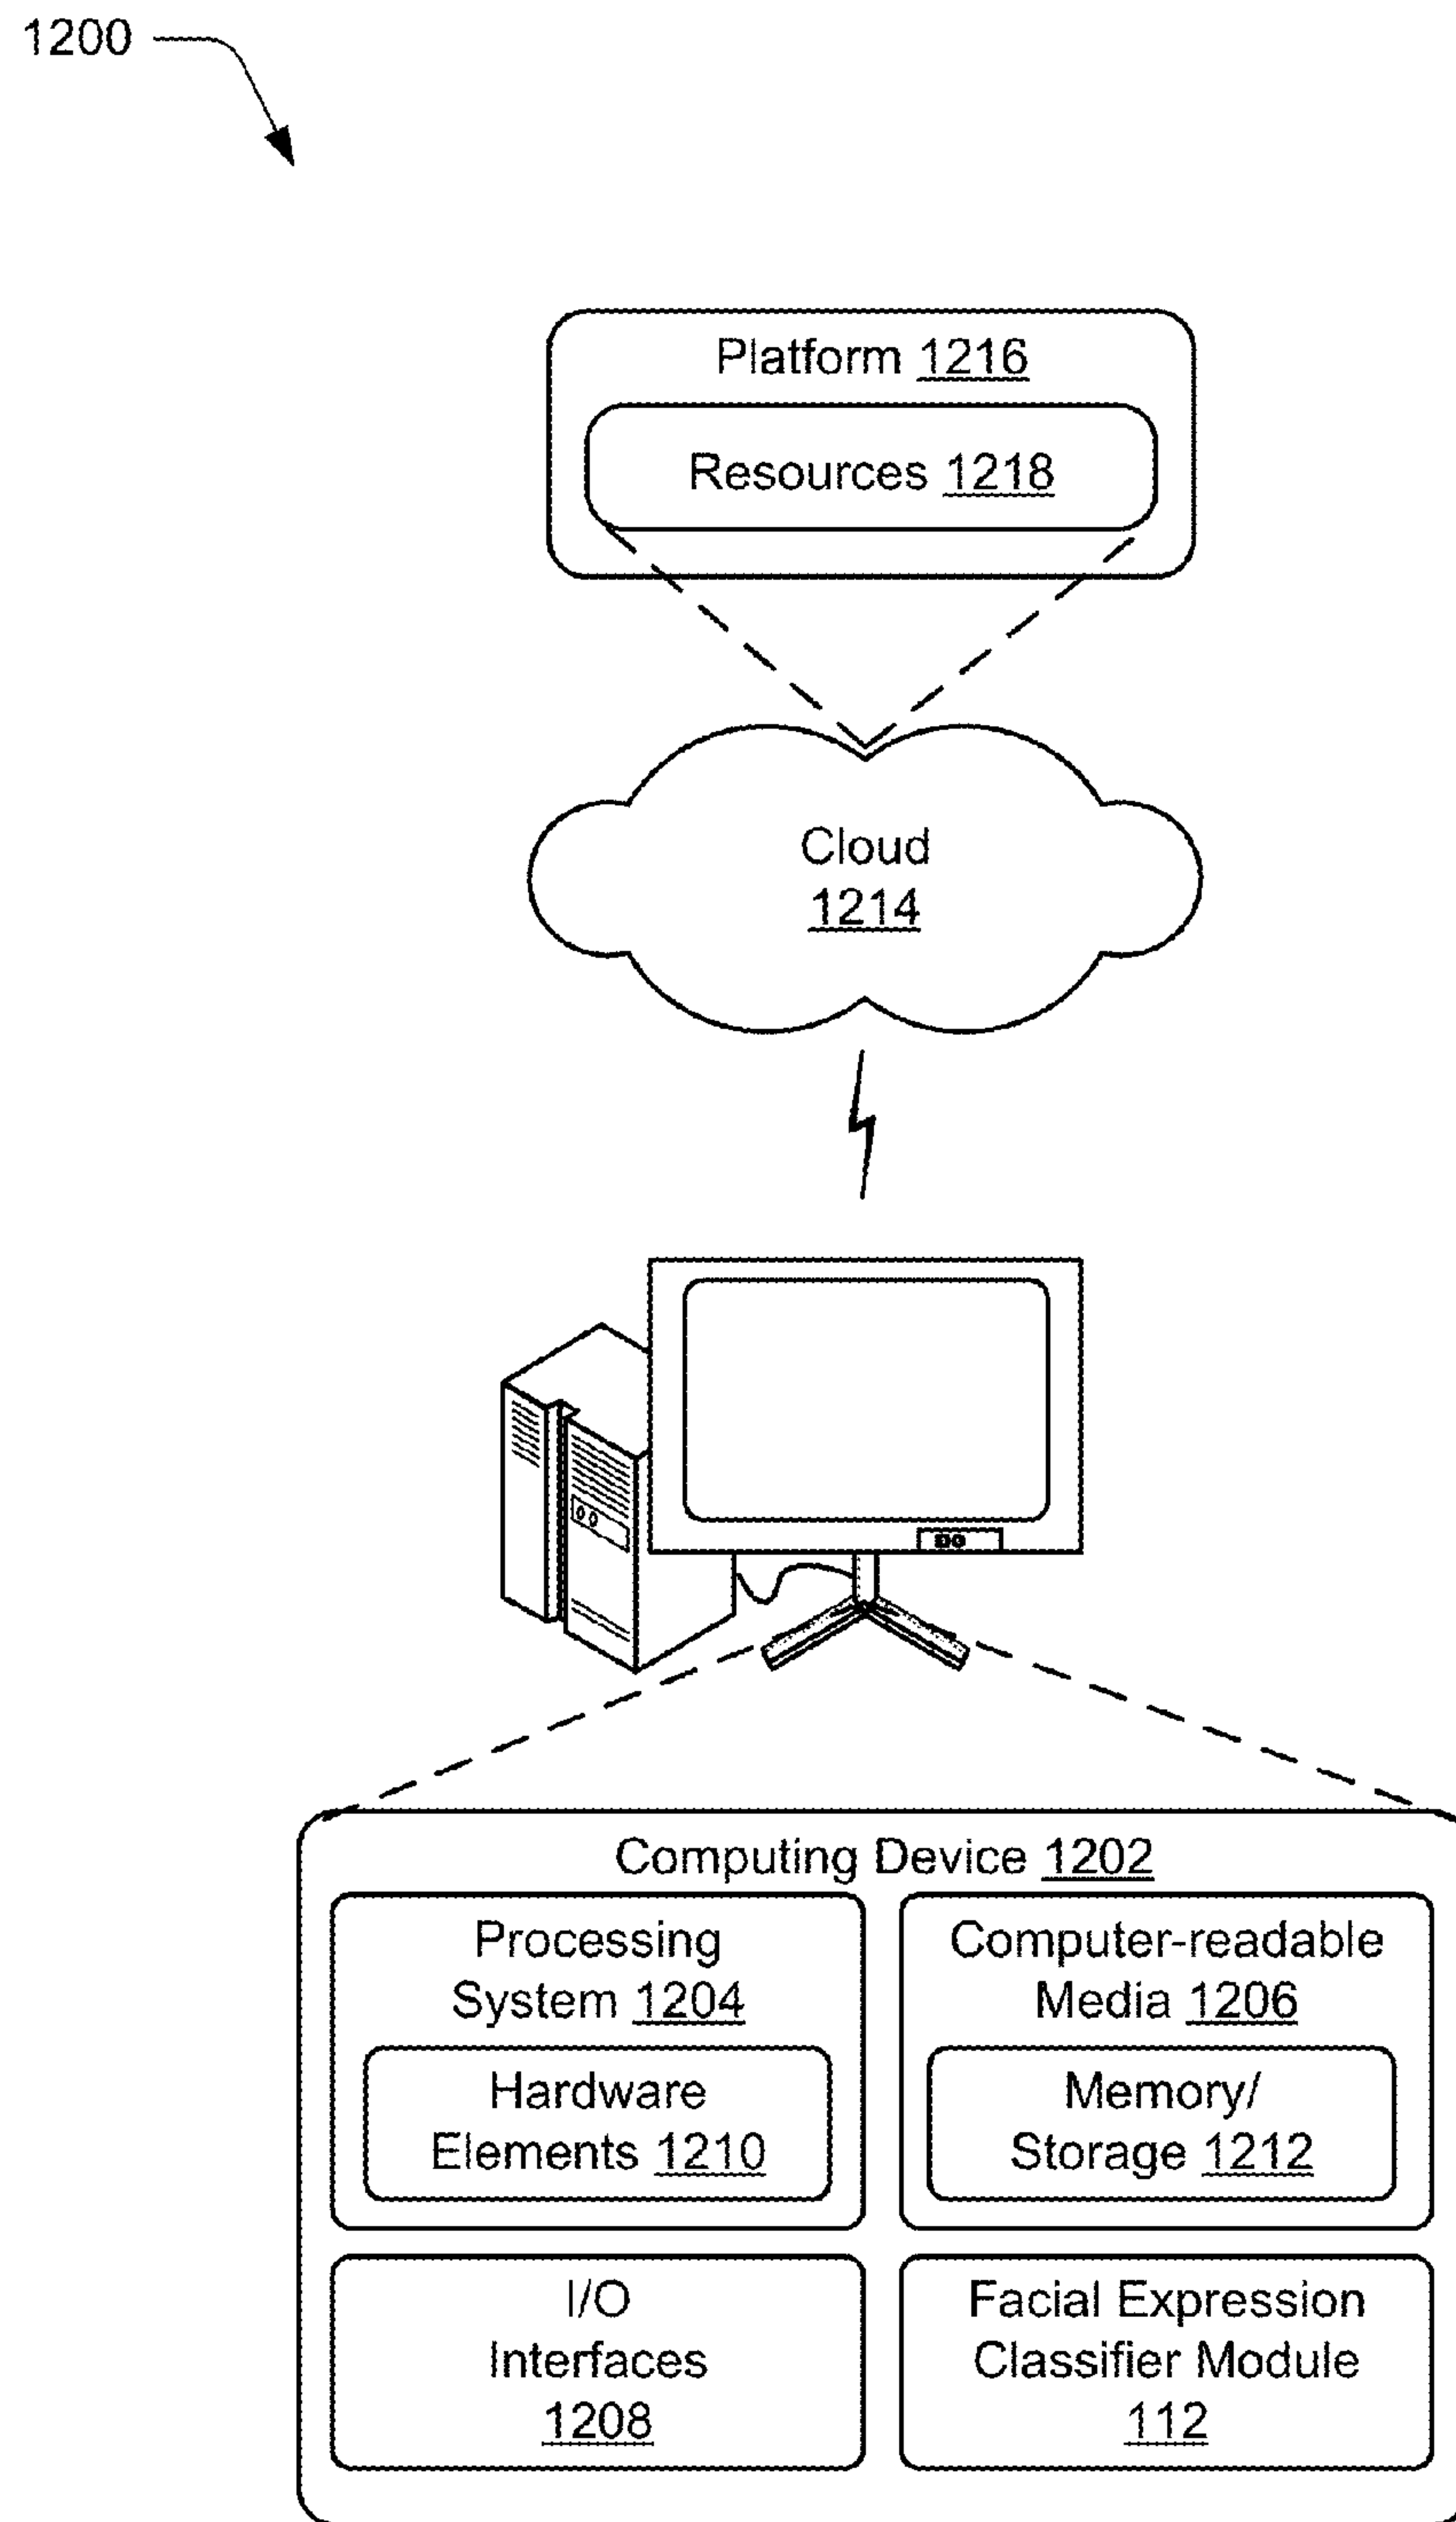 1200
Platform 1216
Resources 1218
Cloud
1214
Computing Device 1202
Processing
System 1204
Hardware
Elements 1210
Computer-readable
Media 1206
Memory/
Storage 1212
I/O
Interfaces
1208
Facial Expression
Classifier Module
112